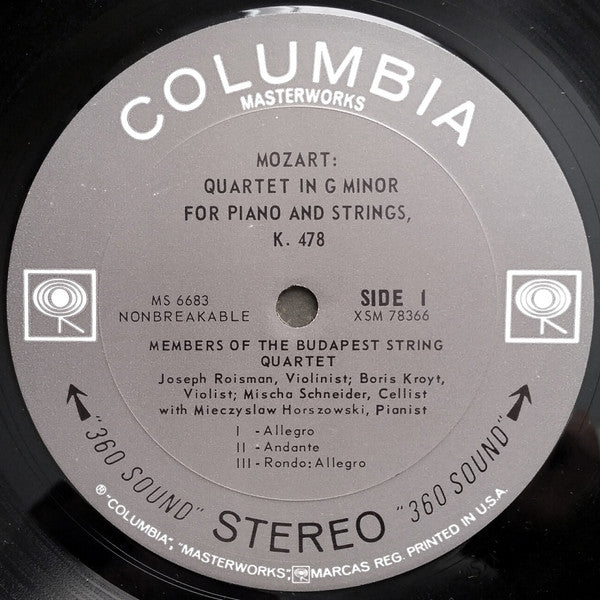 COLUMBIA
MASTERWORKS
MOZART:
QUARTET IN G MINOR
FOR PIANO AND STRINGS,
K. 478
MS 6683
NONBREAKABLE
SIDE I
XSM 78366
MEMBERS OF THE BUDAPEST STRING
QUARTET
Joseph Roisman, Violinist; Boris Kroyt,
Violist; Mischa Schneider, Cellist
with Mieczyslaw Horszowski, Pianist
I - Allegro
II - Andante
III - Rondo: Allegro
"360 SOUND" STEREO "360 SOUND"
® "COLUMBIA", "MASTERWORKS", MARCAS REG. PRINTED IN U.S.A.